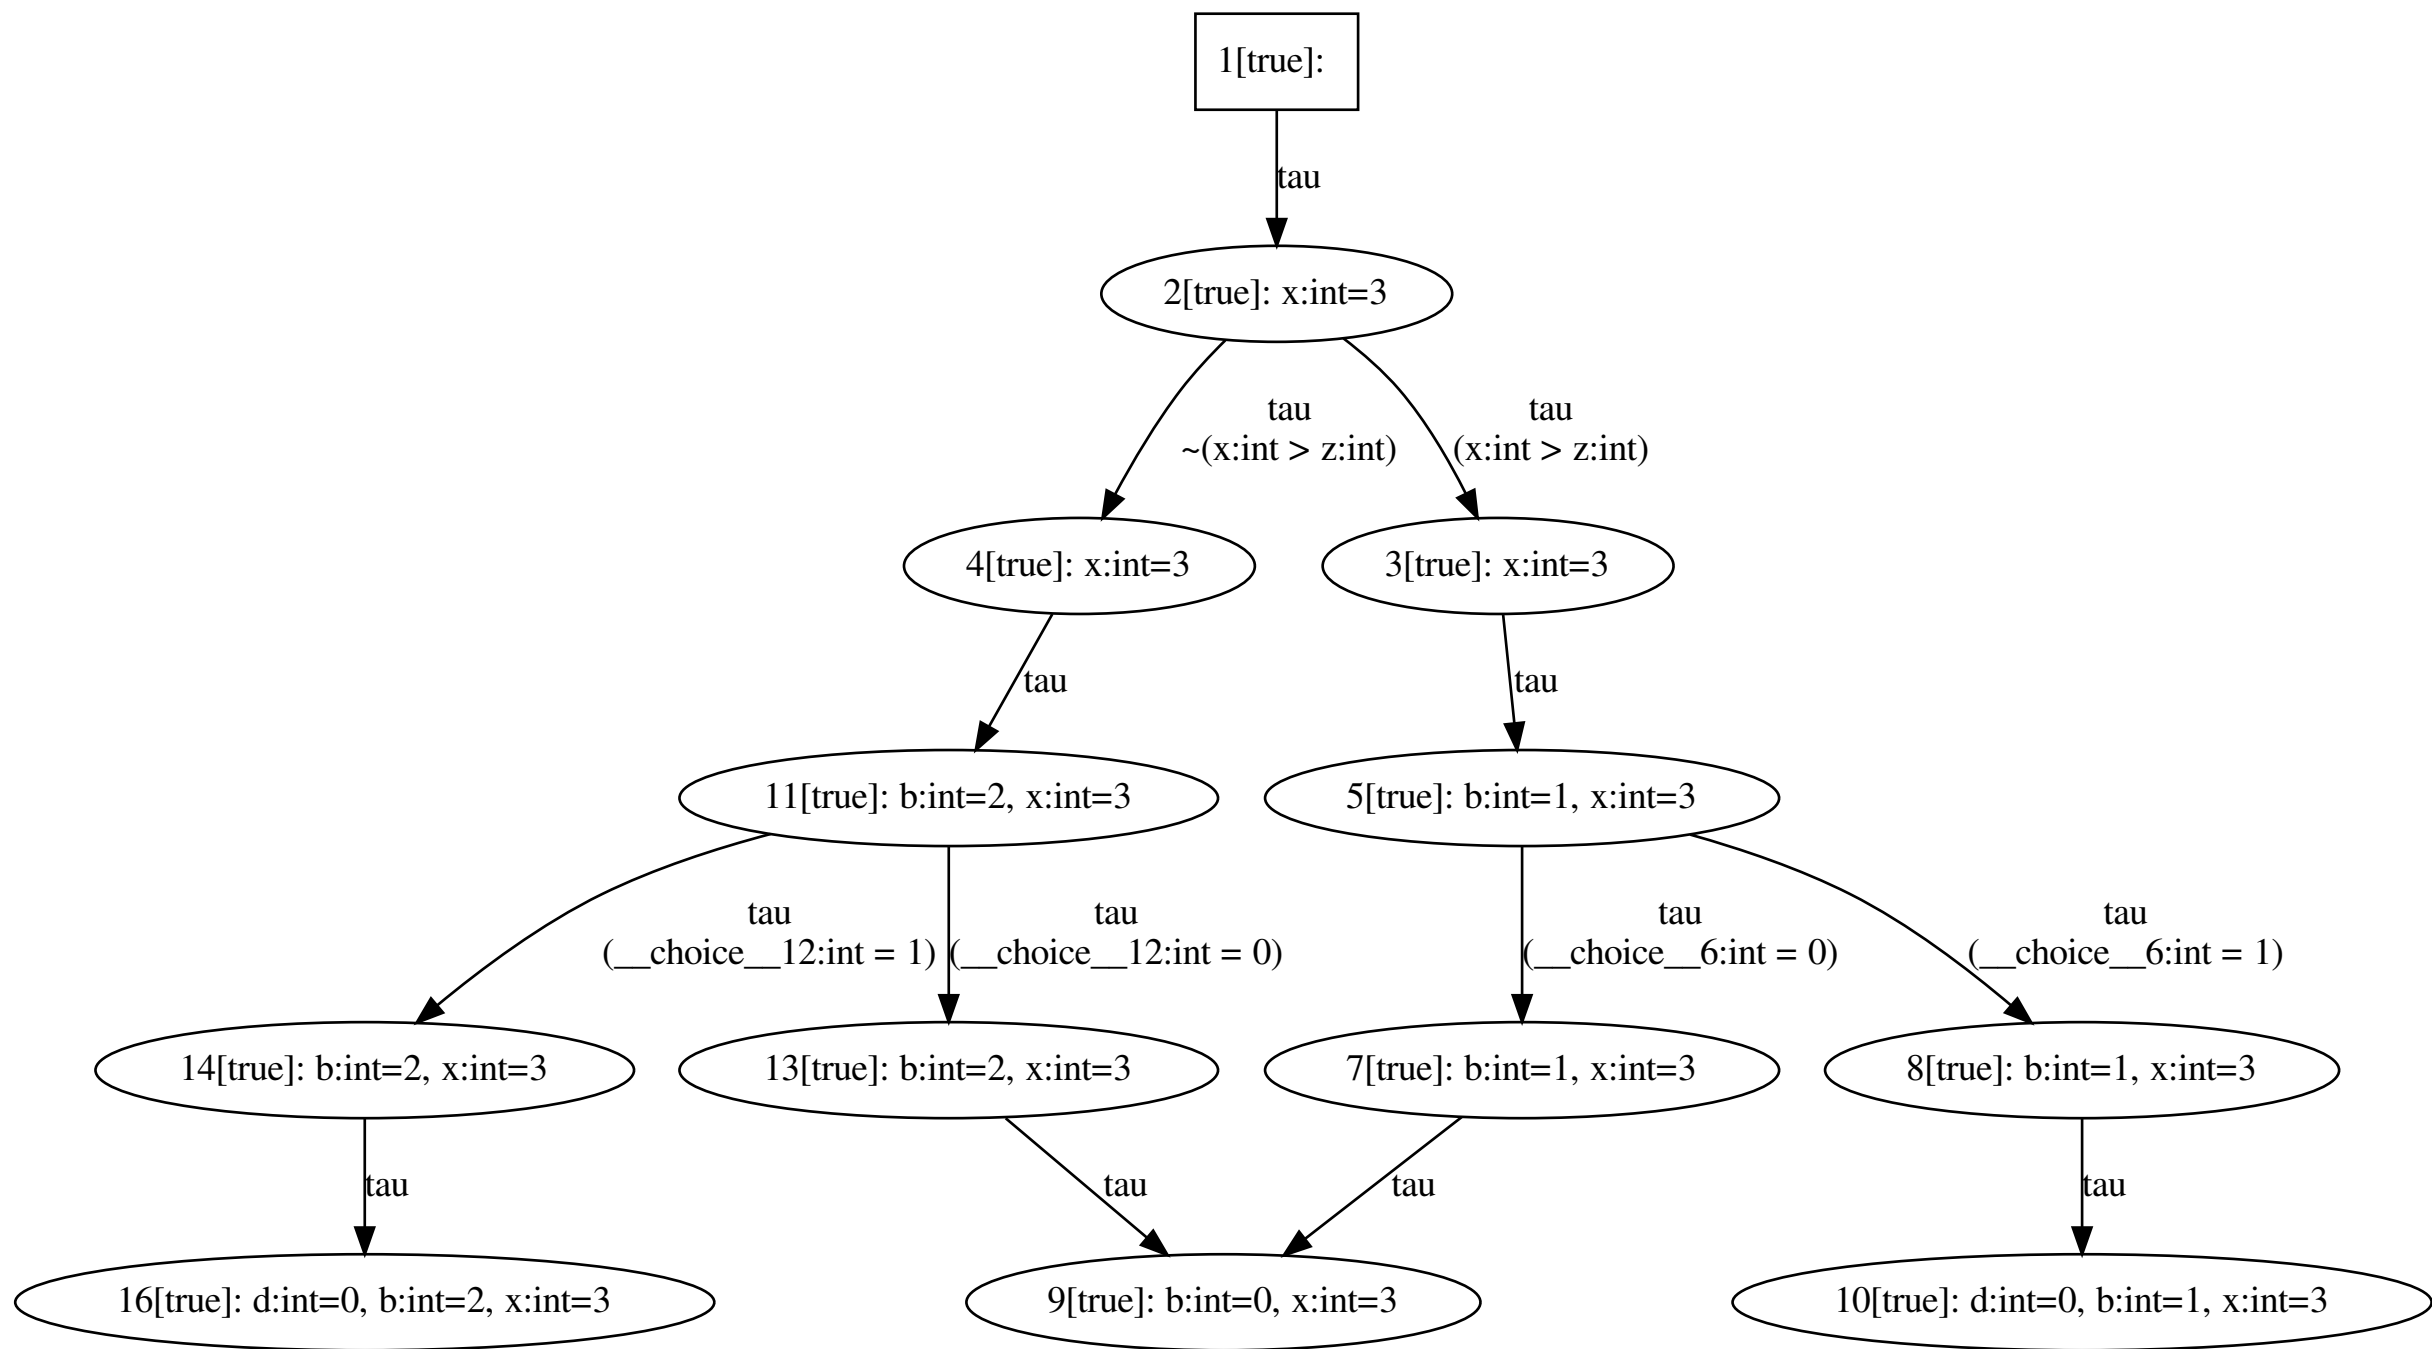 1[true]:
tau
2[true]: x:int=3
tau
~(x:int > z:int)
tau
(x:int > z:int)
4[true]: x:int=3
3[true]: x:int=3
tau
tau
11[true]: b:int=2, x:int=3
5[true]: b:int=1, x:int=3
tau
(__choice__12:int = 1)
tau
(__choice__12:int = 0)
tau
(__choice__6:int = 0)
tau
(__choice__6:int = 1)
14[true]: b:int=2, x:int=3
13[true]: b:int=2, x:int=3
7[true]: b:int=1, x:int=3
8[true]: b:int=1, x:int=3
tau
tau
tau
tau
16[true]: d:int=0, b:int=2, x:int=3
9[true]: b:int=0, x:int=3
10[true]: d:int=0, b:int=1, x:int=3